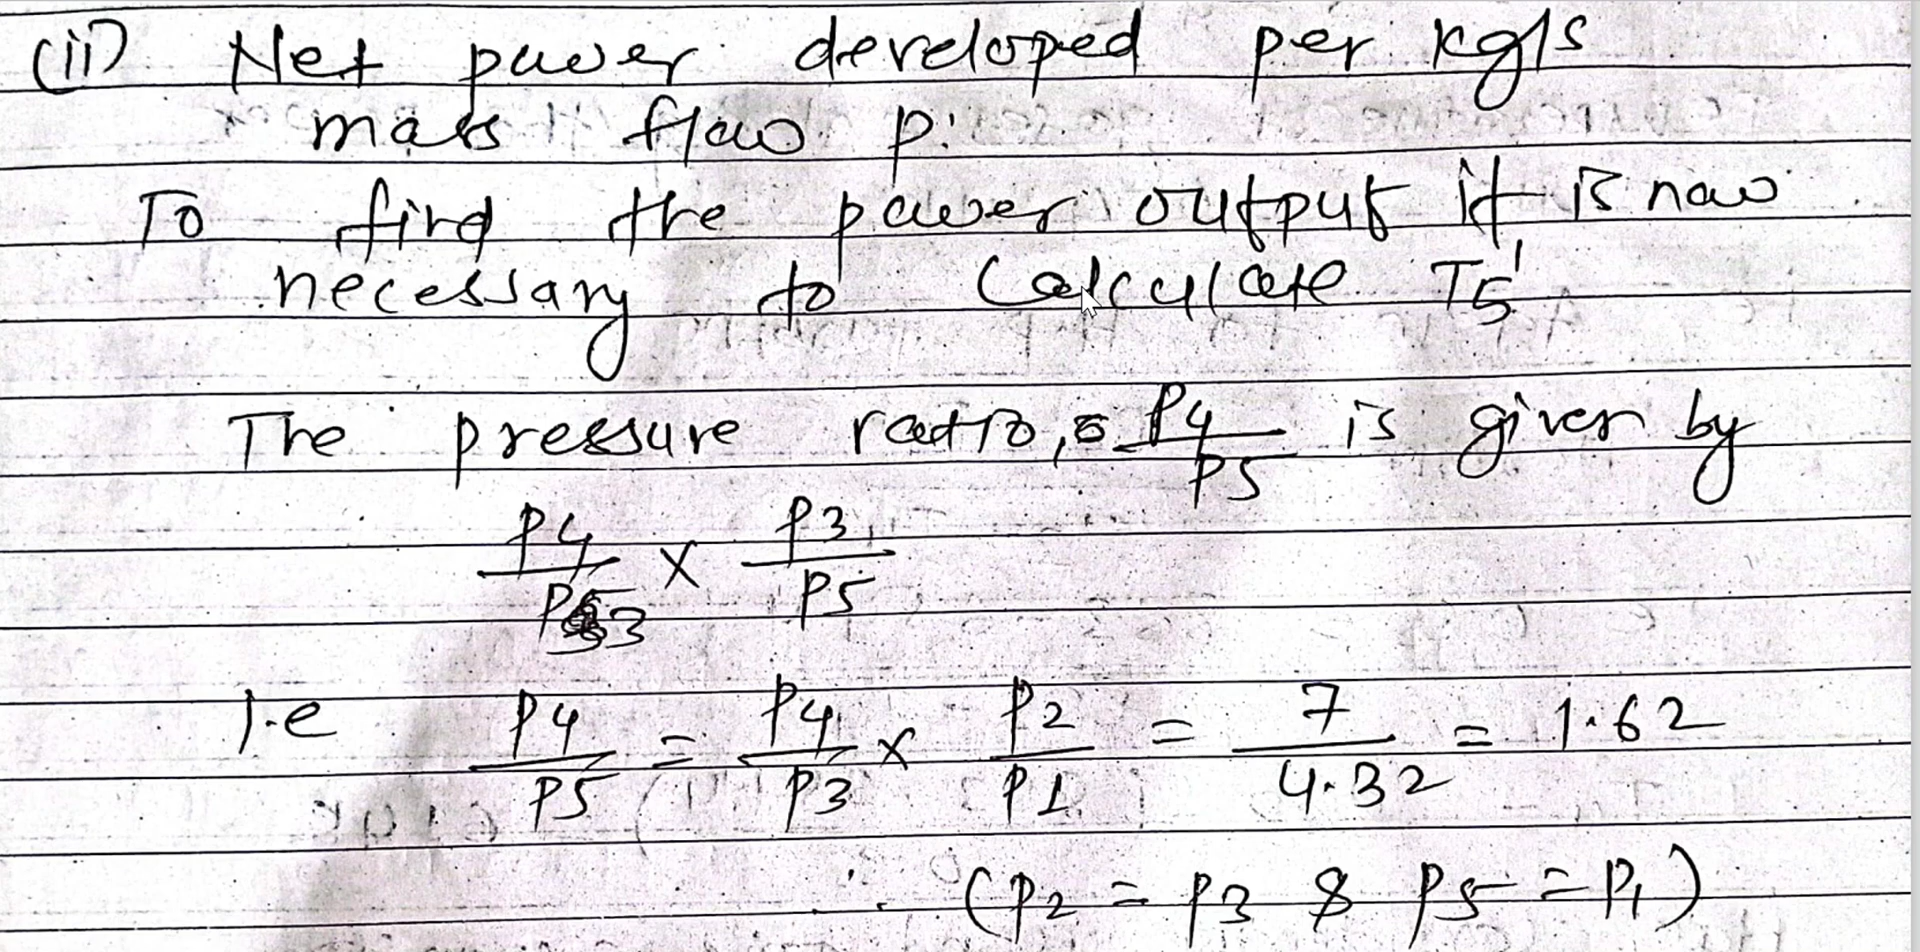 (ii) Net power developed per kg/s
mass flow P:
To find the power output it is now
necessary to Calculate T5'
The pressure ratio, P4/P5 is given by
P4/P3 × P3/P5
i.e P4/P5 = P4/P3 × P2/P1 = 7/4.32 = 1.62
(P2 = P3 & P5 = P1)